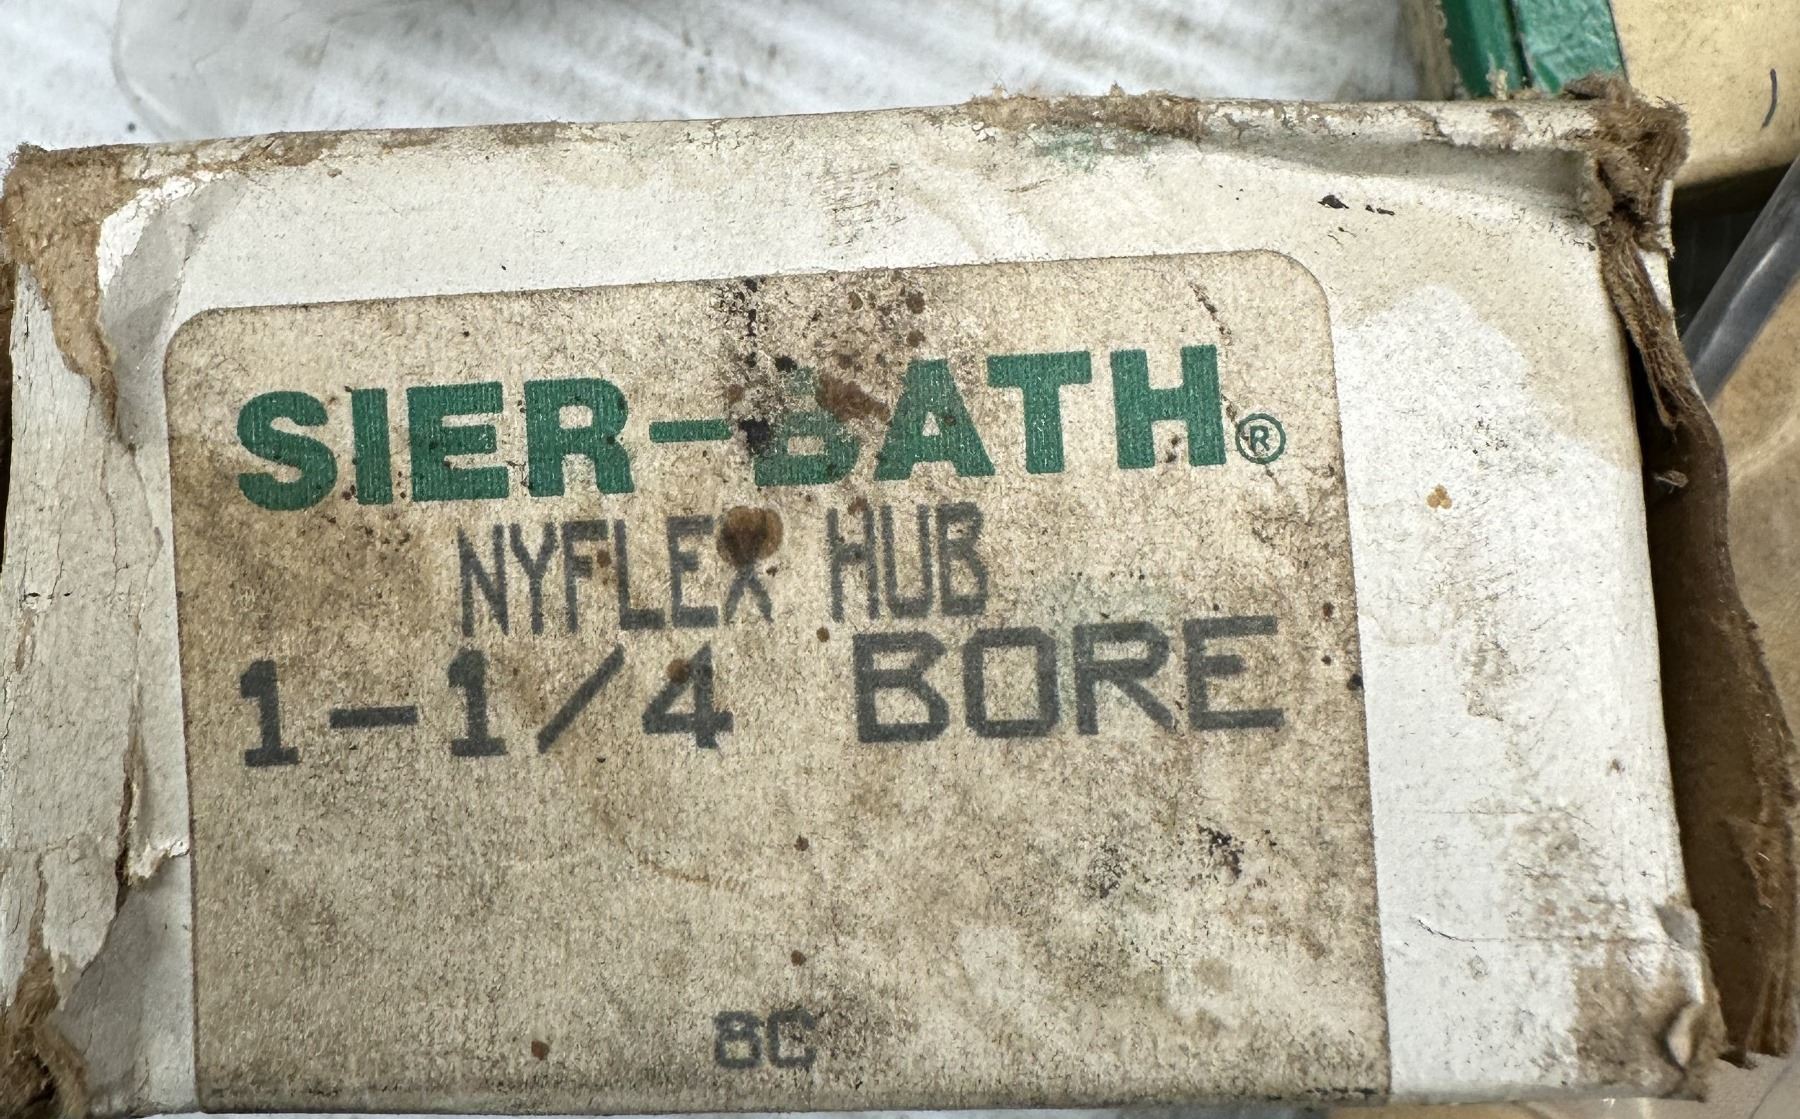 SIER-BATH®
NYFLEX HUB
1-1/4 BORE
8C